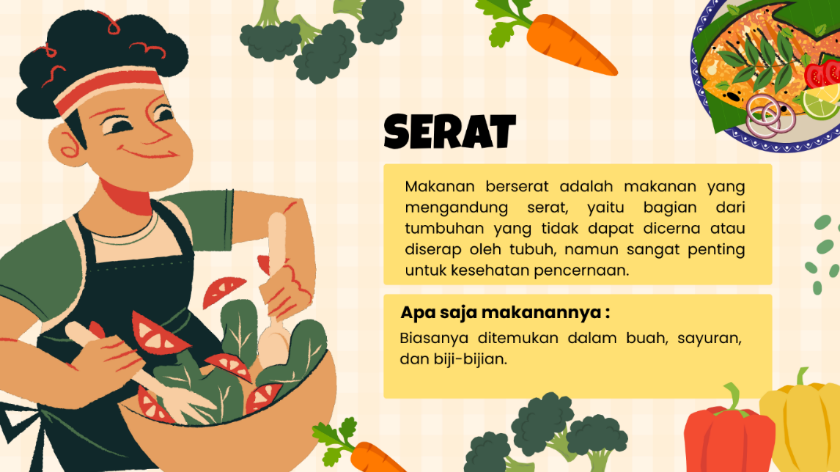 SERAT
Makanan berserat adalah makanan yang
mengandung serat, yaitu bagian dari
tumbuhan yang tidak dapat dicerna atau
diserap oleh tubuh, namun sangat penting
untuk kesehatan pencernaan.
Apa saja makanannya :
Biasanya ditemukan dalam buah, sayuran,
dan biji-bijian.